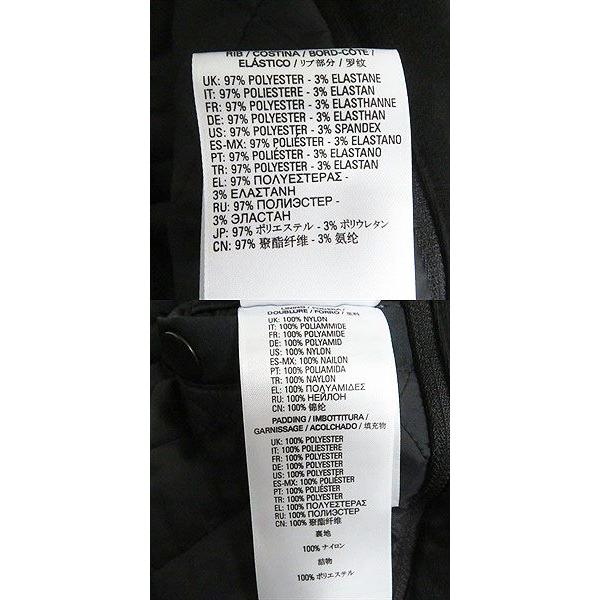 RIB / COSTINA / BORD-CÔTE /
ELÁSTICO / リブ部分 / 罗纹
UK: 97% POLYESTER - 3% ELASTANE
IT: 97% POLIESTERE - 3% ELASTAN
FR: 97% POLYESTER - 3% ELASTHANNE
DE: 97% POLYESTER - 3% ELASTHAN
US: 97% POLYESTER - 3% SPANDEX
ES-MX: 97% POLIÉSTER - 3% ELASTANO
PT: 97% POLIÉSTER - 3% ELASTANO
TR: 97% POLYESTER - 3% ELASTAN
EL: 97% ΠΟΛΥΕΣΤΕΡΑΣ -
3% ΕΛΑΣΤΑΝΗ
RU: 97% ПОЛИЭСТЕР -
3% ЭЛАСТАН
JP: 97% ポリエステル - 3% ポリウレタン
CN: 97% 聚酯纤维 - 3% 氨纶
DOUBLURE / FORRO /
UK: 100% NYLON
IT: 100% POLIAMMIDE
FR: 100% POLYAMIDE
DE: 100% POLYAMID
US: 100% NYLON
ES-MX: 100% NAILON
PT: 100% POLIAMIDA
TR: 100% NAYLON
EL: 100% ΠΟΛΥΑΜΙΔΕΣ
RU: 100% НЕЙЛОН
CN: 100% 锦纶
PADDING / IMBOTTITURA /
GARNISSAGE / ACOLCHADO / 填充物
UK: 100% POLYESTER
IT: 100% POLIESTERE
FR: 100% POLYESTER
DE: 100% POLYESTER
US: 100% POLYESTER
ES-MX: 100% POLIÉSTER
PT: 100% POLIÉSTER
TR: 100% POLYESTER
EL: 100% ΠΟΛΥΕΣΤΕΡΑΣ
RU: 100% ПОЛИЭСТЕР
CN: 100% 聚酯纤维
裏地
100% ナイロン
詰物
100% ポリエステル